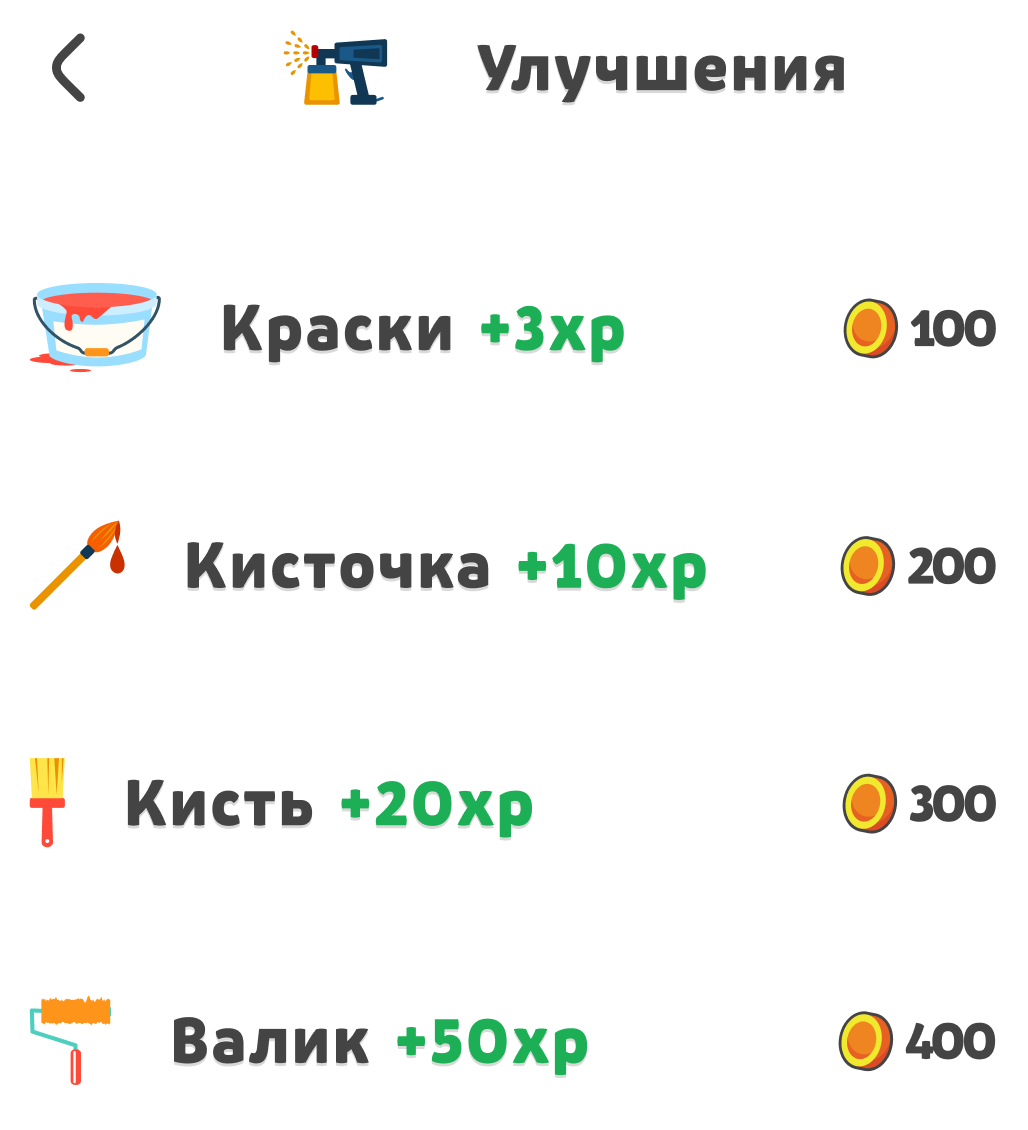 Улучшения
Краски +3xp 100
Кисточка +10xp 200
Кисть +20xp 300
Валик +50xp 400